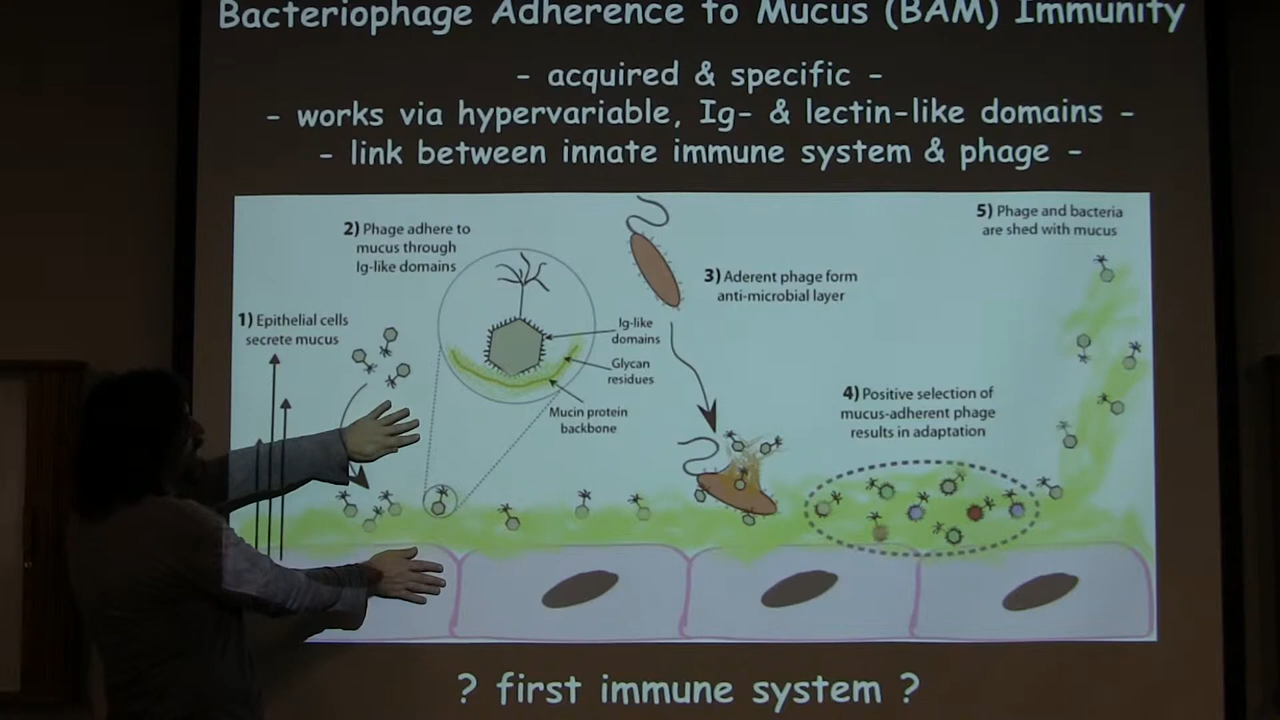 Bacteriophage Adherence to Mucus (BAM) Immunity
- acquired & specific -
- works via hypervariable, Ig- & lectin-like domains -
- link between innate immune system & phage -
1) Epithelial cells
secrete mucus
2) Phage adhere to
mucus through
Ig-like domains
Ig-like
domains
Glycan
residues
Mucin protein
backbone
3) Aderent phage form
anti-microbial layer
4) Positive selection of
mucus-adherent phage
results in adaptation
5) Phage and bacteria
are shed with mucus
? first immune system ?